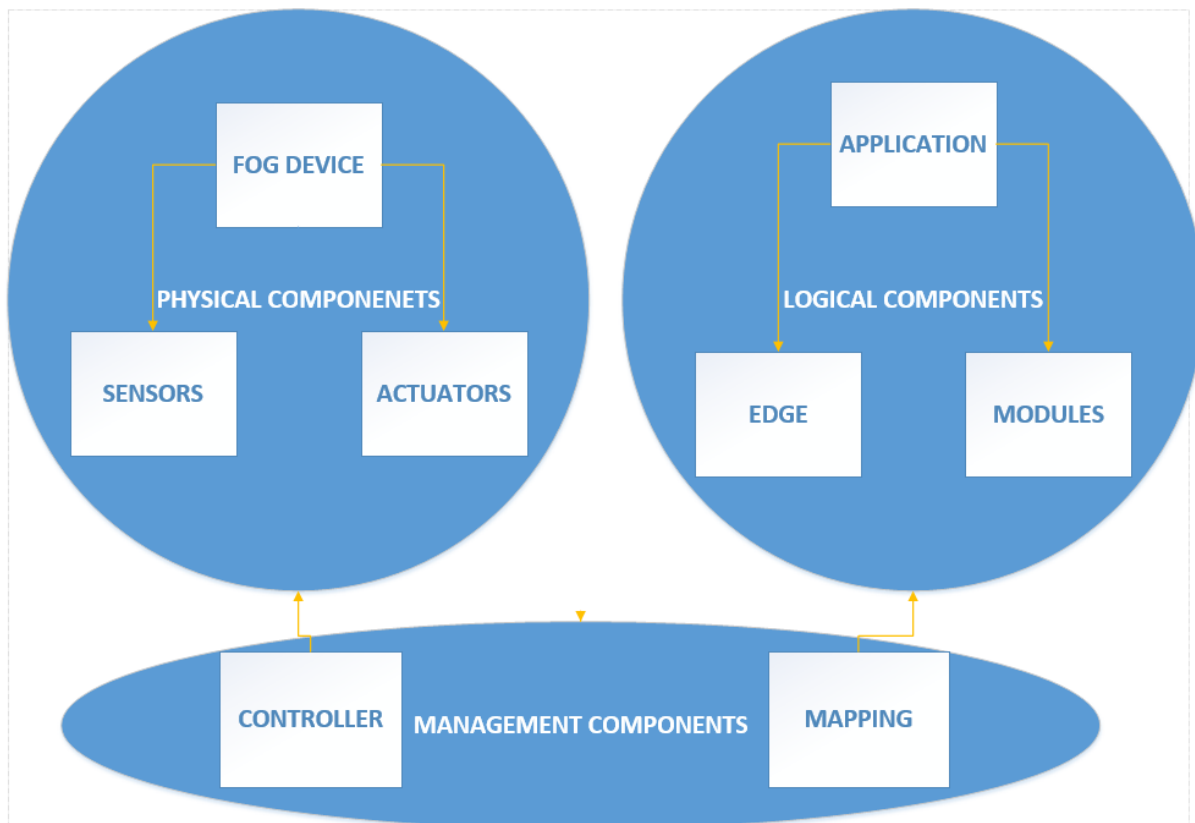 FOG DEVICE
PHYSICAL COMPONENETS
SENSORS
ACTUATORS
APPLICATION
LOGICAL COMPONENTS
EDGE
MODULES
CONTROLLER
MANAGEMENT COMPONENTS
MAPPING